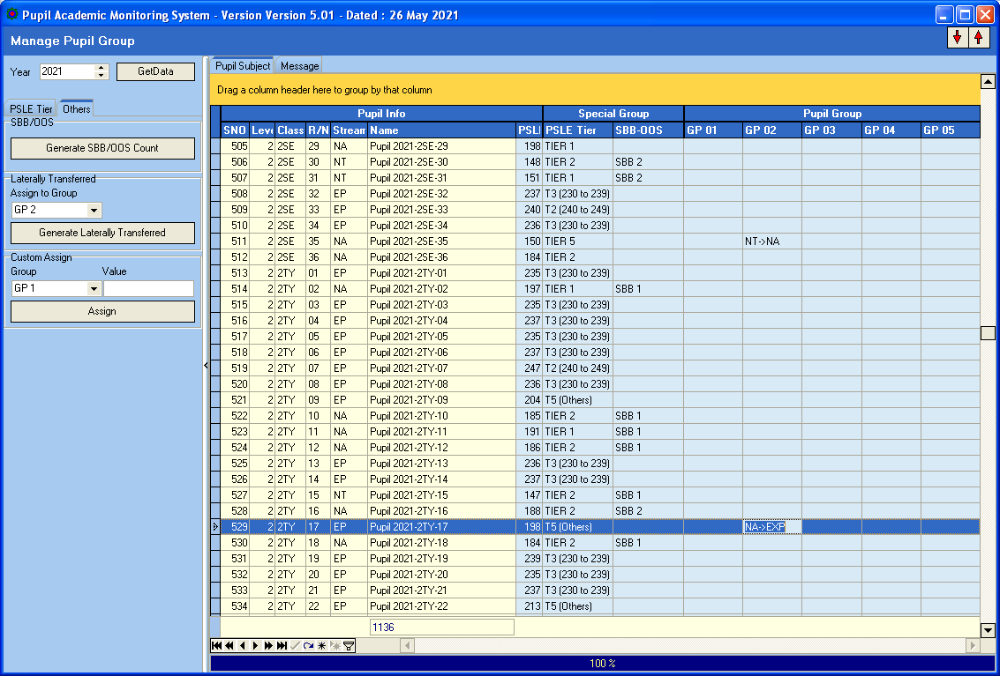 Pupil Academic Monitoring System - Version Version 5.01 - Dated : 26 May 2021
Manage Pupil Group
Year 2021 GetData
PSLE Tier Others
SBB/OOS
Generate SBB/OOS Count
Laterally Transferred
Assign to Group
GP 2
Generate Laterally Transferred
Custom Assign
Group Value
GP 1
Assign
Pupil Subject Message
Drag a column header here to group by that column
Pupil Info Special Group Pupil Group
SNO Leve Class R/N Stream Name PSLI PSLE Tier SBB-OOS GP 01 GP 02 GP 03 GP 04 GP 05
505 2 2SE 29 NA Pupil 2021-2SE-29 198 TIER 1
506 2 2SE 30 NT Pupil 2021-2SE-30 148 TIER 2 SBB 2
507 2 2SE 31 NT Pupil 2021-2SE-31 151 TIER 1 SBB 2
508 2 2SE 32 EP Pupil 2021-2SE-32 237 T3 (230 to 239)
509 2 2SE 33 EP Pupil 2021-2SE-33 240 T2 (240 to 249)
510 2 2SE 34 EP Pupil 2021-2SE-34 236 T3 (230 to 239)
511 2 2SE 35 NA Pupil 2021-2SE-35 150 TIER 5 NT->NA
512 2 2SE 36 NA Pupil 2021-2SE-36 184 TIER 2
513 2 2TY 01 EP Pupil 2021-2TY-01 235 T3 (230 to 239)
514 2 2TY 02 NA Pupil 2021-2TY-02 197 TIER 1 SBB 1
515 2 2TY 03 EP Pupil 2021-2TY-03 235 T3 (230 to 239)
516 2 2TY 04 EP Pupil 2021-2TY-04 237 T3 (230 to 239)
517 2 2TY 05 EP Pupil 2021-2TY-05 235 T3 (230 to 239)
518 2 2TY 06 EP Pupil 2021-2TY-06 237 T3 (230 to 239)
519 2 2TY 07 EP Pupil 2021-2TY-07 247 T2 (240 to 249)
520 2 2TY 08 EP Pupil 2021-2TY-08 236 T3 (230 to 239)
521 2 2TY 09 EP Pupil 2021-2TY-09 204 T5 (Others)
522 2 2TY 10 NA Pupil 2021-2TY-10 185 TIER 2 SBB 1
523 2 2TY 11 NA Pupil 2021-2TY-11 191 TIER 1 SBB 1
524 2 2TY 12 NA Pupil 2021-2TY-12 186 TIER 2 SBB 1
525 2 2TY 13 EP Pupil 2021-2TY-13 236 T3 (230 to 239)
526 2 2TY 14 EP Pupil 2021-2TY-14 237 T3 (230 to 239)
527 2 2TY 15 NT Pupil 2021-2TY-15 147 TIER 2 SBB 1
528 2 2TY 16 NA Pupil 2021-2TY-16 188 TIER 2 SBB 2
529 2 2TY 17 EP Pupil 2021-2TY-17 198 T5 (Others) NA->EXP
530 2 2TY 18 NA Pupil 2021-2TY-18 184 TIER 2 SBB 1
531 2 2TY 19 EP Pupil 2021-2TY-19 239 T3 (230 to 239)
532 2 2TY 20 EP Pupil 2021-2TY-20 235 T3 (230 to 239)
533 2 2TY 21 EP Pupil 2021-2TY-21 237 T3 (230 to 239)
534 2 2TY 22 EP Pupil 2021-2TY-22 213 T5 (Others)
1136
100 %